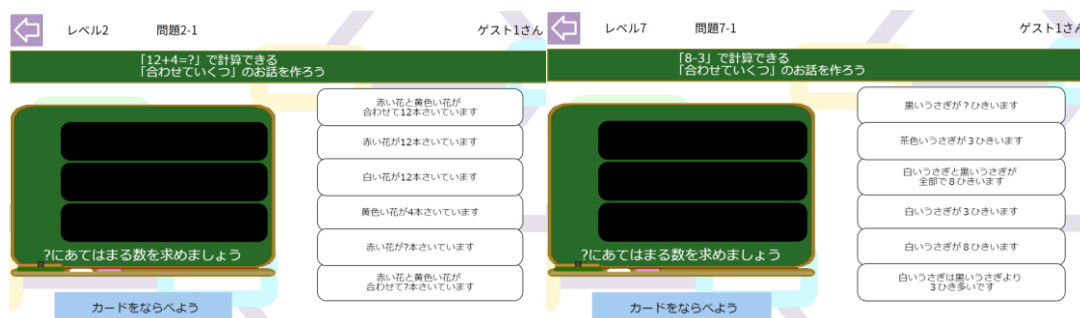 レベル2
問題2-1
ゲスト1さん
「12+4=?」で計算できる
「合わせていくつ」のお話を作ろう
?にあてはまる数を求めましょう
カードをならべよう
赤い花と黄色い花が
合わせて12本さいています
赤い花が12本さいています
白い花が12本さいています
黄色い花が4本さいています
赤い花が?本さいています
赤い花と黄色い花が
合わせて?本さいています
レベル7
問題7-1
ゲスト1さん
「8-3」で計算できる
「合わせていくつ」のお話を作ろう
?にあてはまる数を求めましょう
カードをならべよう
黒いうさぎが?ひきいます
茶色いうさぎが3ひきいます
白いうさぎと黒いうさぎが
全部で8ひきいます
白いうさぎが3ひきいます
白いうさぎが8ひきいます
白いうさぎは黒いうさぎより
3ひき多いです